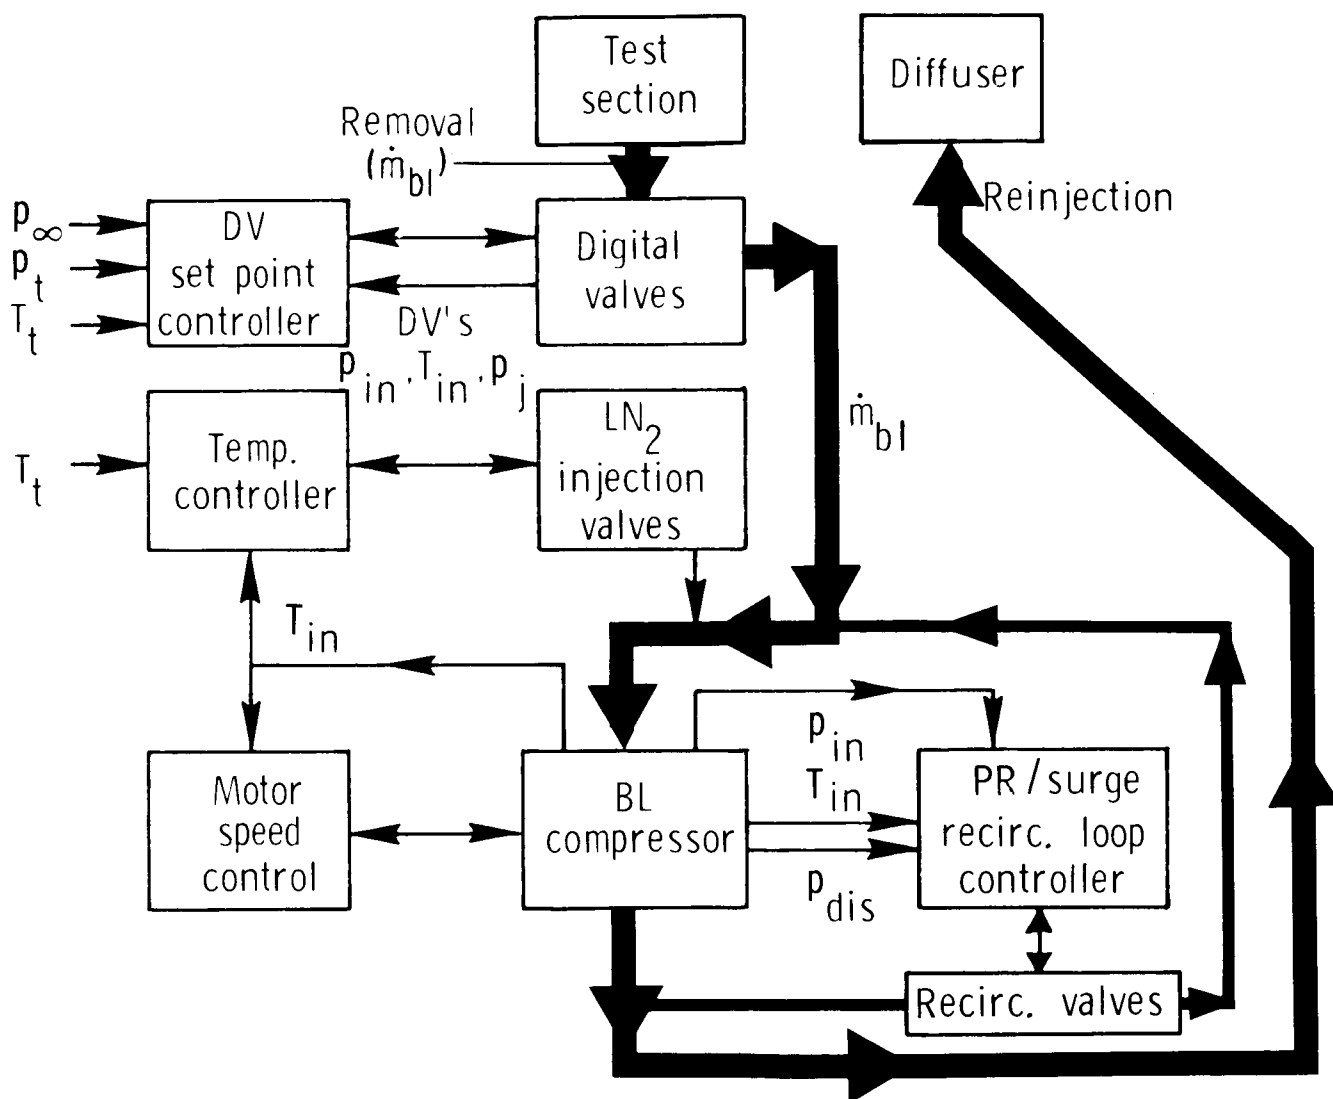 Test
section
Diffuser
Removal
(ṁbl)
Reinjection
p∞
pt
Tt
DV
set point
controller
Digital
valves
DV's
pin, Tin, pj
ṁbl
Tt
Temp.
controller
LN2
injection
valves
Tin
Motor
speed
control
BL
compressor
pin
Tin
pdis
PR/surge
recirc. loop
controller
Recirc. valves